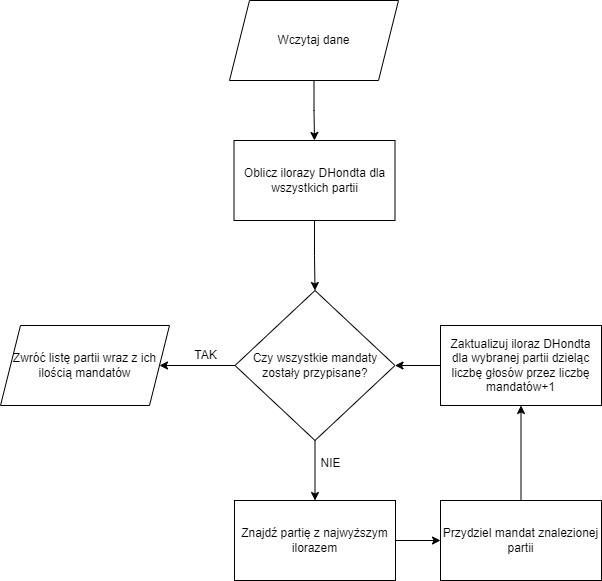 Wczytaj dane
Oblicz ilorazy DHondta dla
wszystkich partii
Czy wszystkie mandaty
zostały przypisane?
TAK
Zwróć listę partii wraz z ich
ilością mandatów
NIE
Znajdź partię z najwyższym
ilorazem
Przydziel mandat znalezionej
partii
Zaktualizuj iloraz DHondta
dla wybranej partii dzieląc
liczbę głosów przez liczbę
mandatów+1